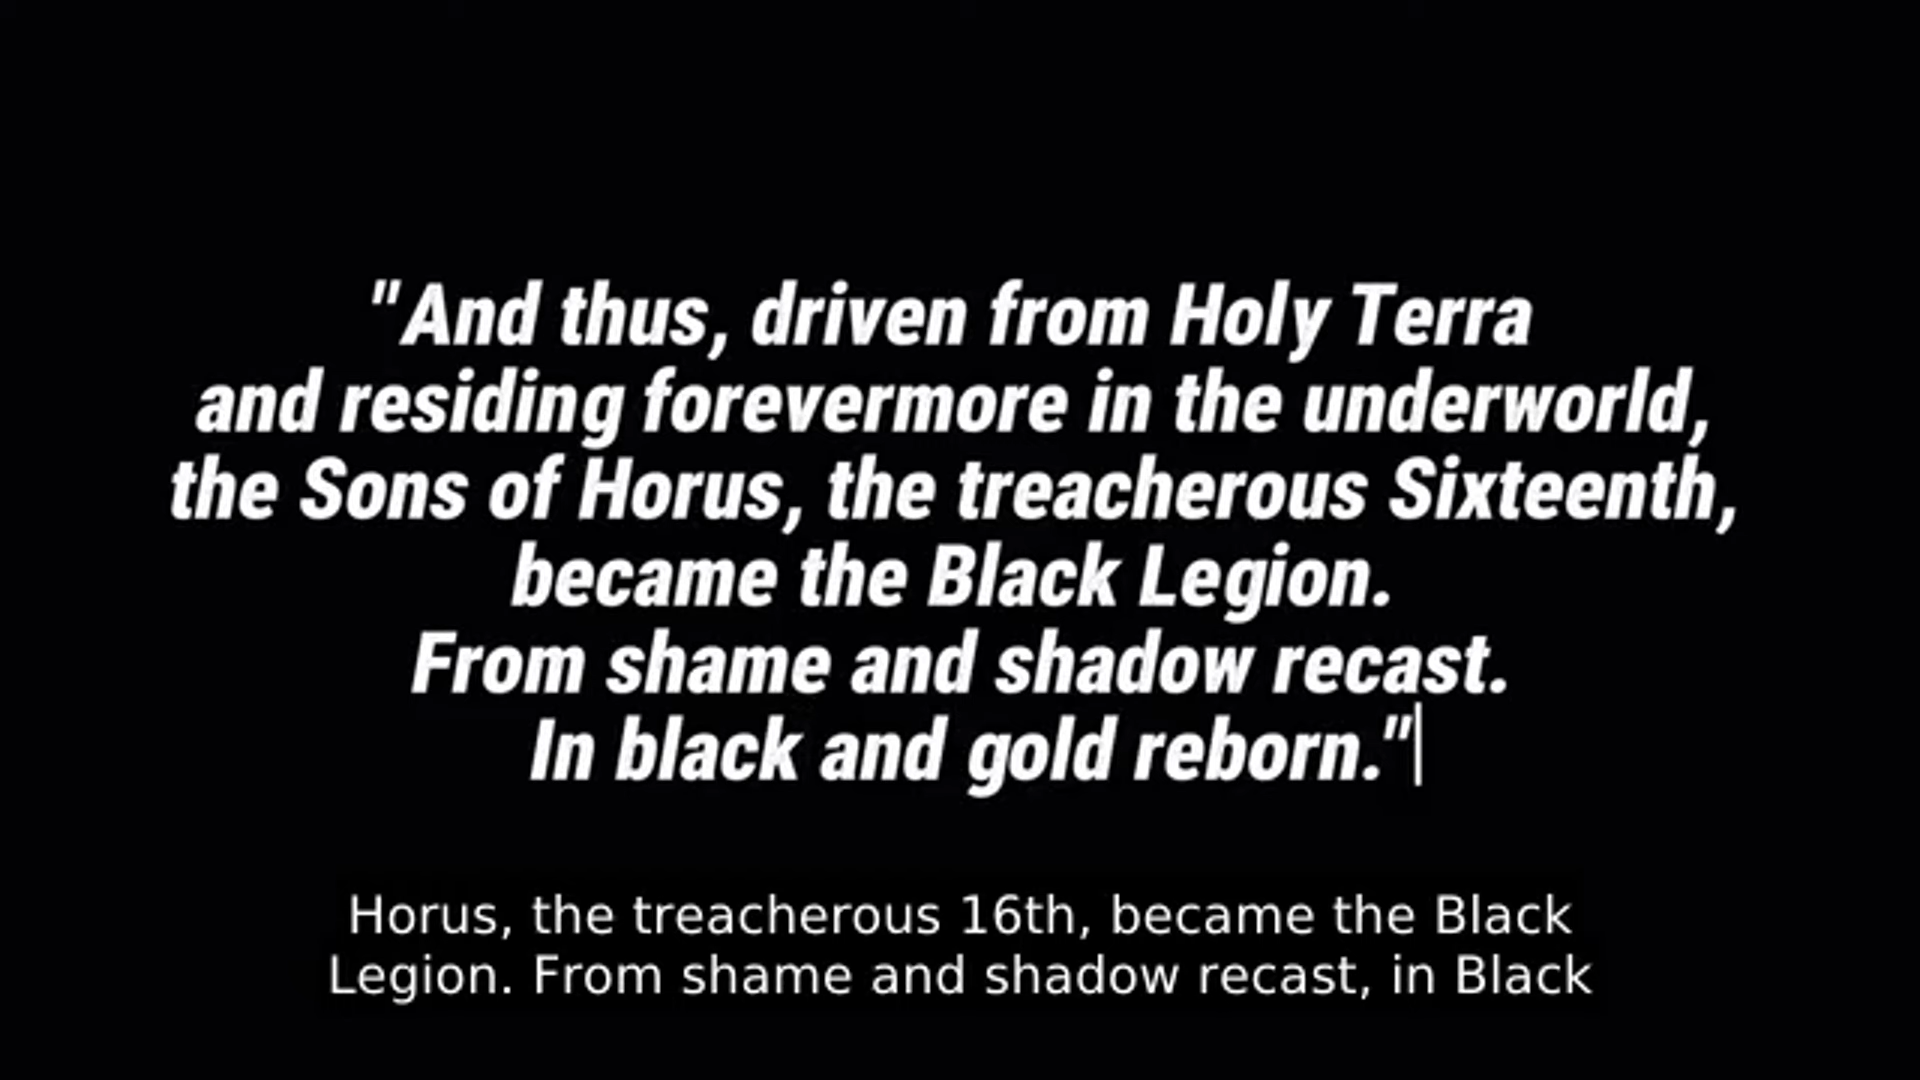 "And thus, driven from Holy Terra
and residing forevermore in the underworld,
the Sons of Horus, the treacherous Sixteenth,
became the Black Legion.
From shame and shadow recast.
In black and gold reborn."
Horus, the treacherous 16th, became the Black
Legion. From shame and shadow recast, in Black